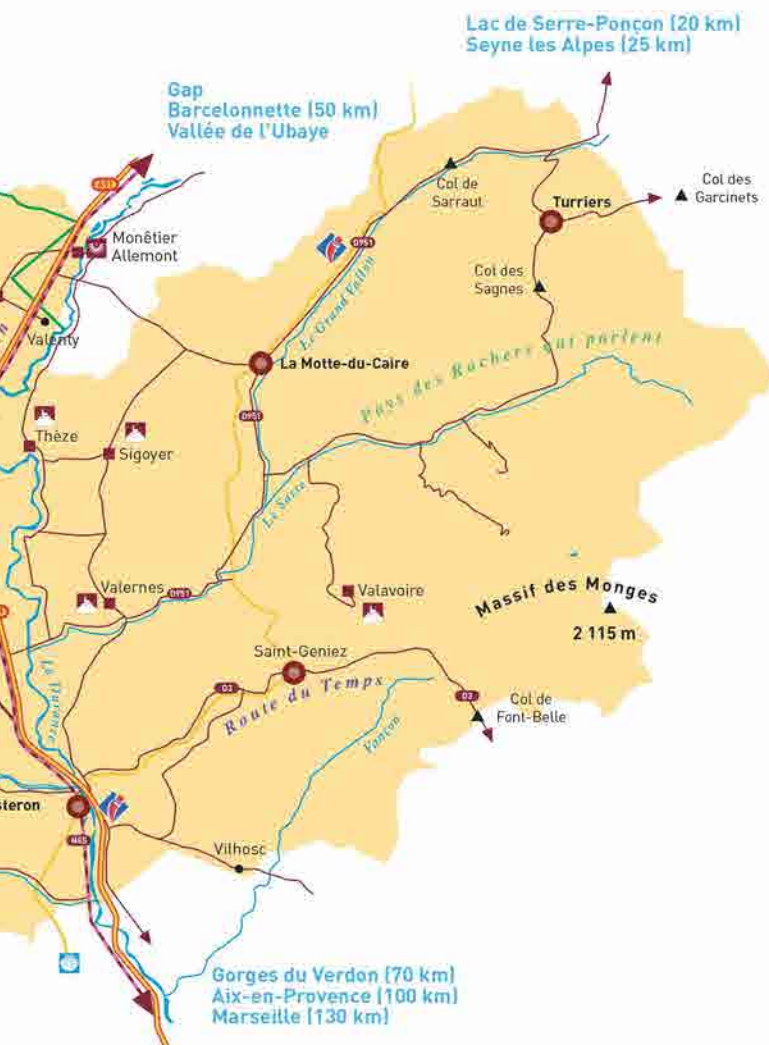 Lac de Serre-Ponçon (20 km)
Seyne les Alpes (25 km)
Gap
Barcelonnette (50 km)
Vallée de l'Ubaye
Col de
Sarraut
Turriers
Col des
Garcinets
Monêtier
Allemont
D951
Le Grand Vallon
Col des
Sagnes
Valenty
La Motte-du-Caire
Pays des Rochers qui parlent
D951
Thèze
Sigoyer
Le Sasse
Valernes
D951
Valavoire
Massif des Monges
2 115 m
Saint-Geniez
La Durance
D3
Route du Temps
D3
Col de
Font-Belle
Vançon
steron
N85
Vilhosc
Gorges du Verdon (70 km)
Aix-en-Provence (100 km)
Marseille (130 km)